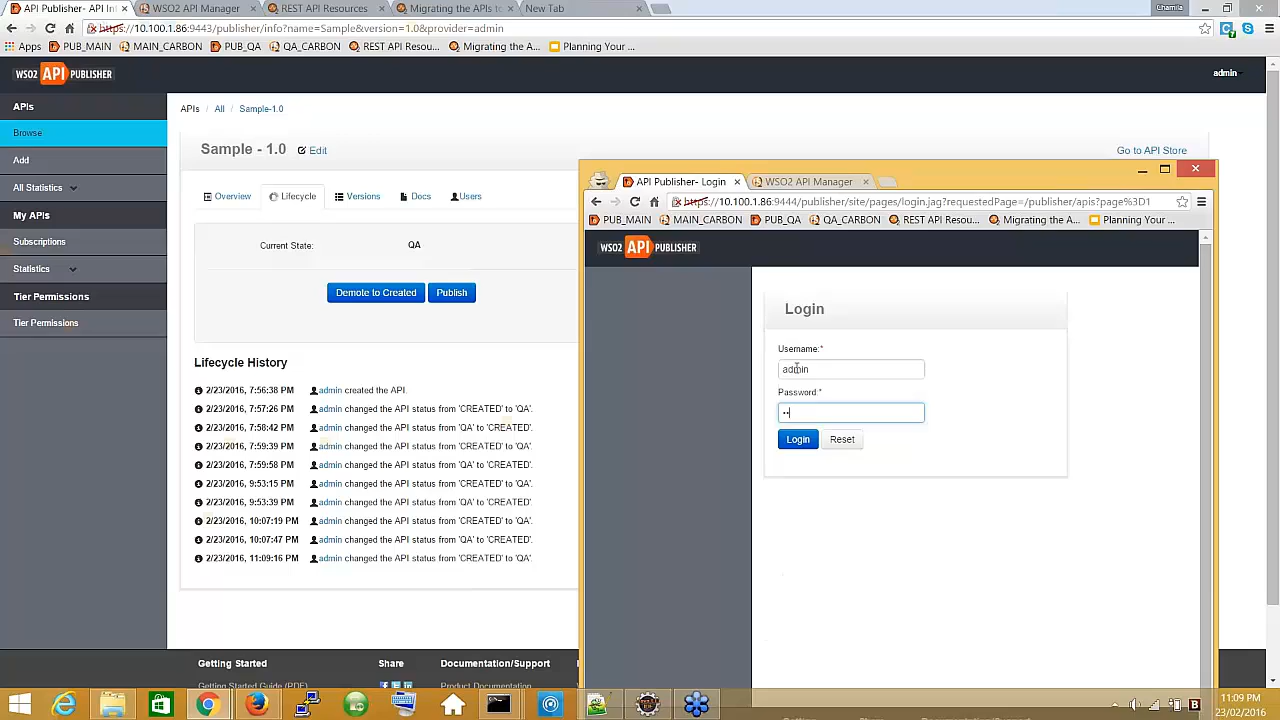 API Publisher- API Inf
WSO2 API Manager
REST API Resources
Migrating the APIs to
New Tab
Chamila
https://10.100.1.86:9443/publisher/info?name=Sample&version=1.0&provider=admin
Apps
PUB_MAIN
MAIN_CARBON
PUB_QA
QA_CARBON
REST API Resou...
Migrating the A...
Planning Your ...
WSO2 API PUBLISHER
admin
APIs
Browse
Add
All Statistics
My APIs
Subscriptions
Statistics
Tier Permissions
Tier Permissions
APIs / All / Sample-1.0
Sample - 1.0
Edit
Go to API Store
Overview
Lifecycle
Versions
Docs
Users
Current State:
QA
Demote to Created
Publish
Lifecycle History
2/23/2016, 7:56:38 PM admin created the API.
2/23/2016, 7:57:26 PM admin changed the API status from 'CREATED' to 'QA'.
2/23/2016, 7:58:42 PM admin changed the API status from 'QA' to 'CREATED'.
2/23/2016, 7:59:39 PM admin changed the API status from 'CREATED' to 'QA'.
2/23/2016, 7:59:58 PM admin changed the API status from 'QA' to 'CREATED'.
2/23/2016, 9:53:15 PM admin changed the API status from 'CREATED' to 'QA'.
2/23/2016, 9:53:39 PM admin changed the API status from 'QA' to 'CREATED'.
2/23/2016, 10:07:19 PM admin changed the API status from 'CREATED' to 'QA'.
2/23/2016, 10:07:47 PM admin changed the API status from 'QA' to 'CREATED'.
2/23/2016, 11:09:16 PM admin changed the API status from 'CREATED' to 'QA'.
Getting Started
Getting Started Guide (PDF)
Share
Documentation/Support
Product Documentation
API Publisher- Login
WSO2 API Manager
https://10.100.1.86:9444/publisher/site/pages/login.jag?requestedPage=/publisher/apis?page%3D1
PUB_MAIN
MAIN_CARBON
PUB_QA
QA_CARBON
REST API Resou...
Migrating the A...
Planning Your ...
WSO2 API PUBLISHER
Login
Username:*
admin
Password:*
Login
Reset
11:09 PM
23/02/2016